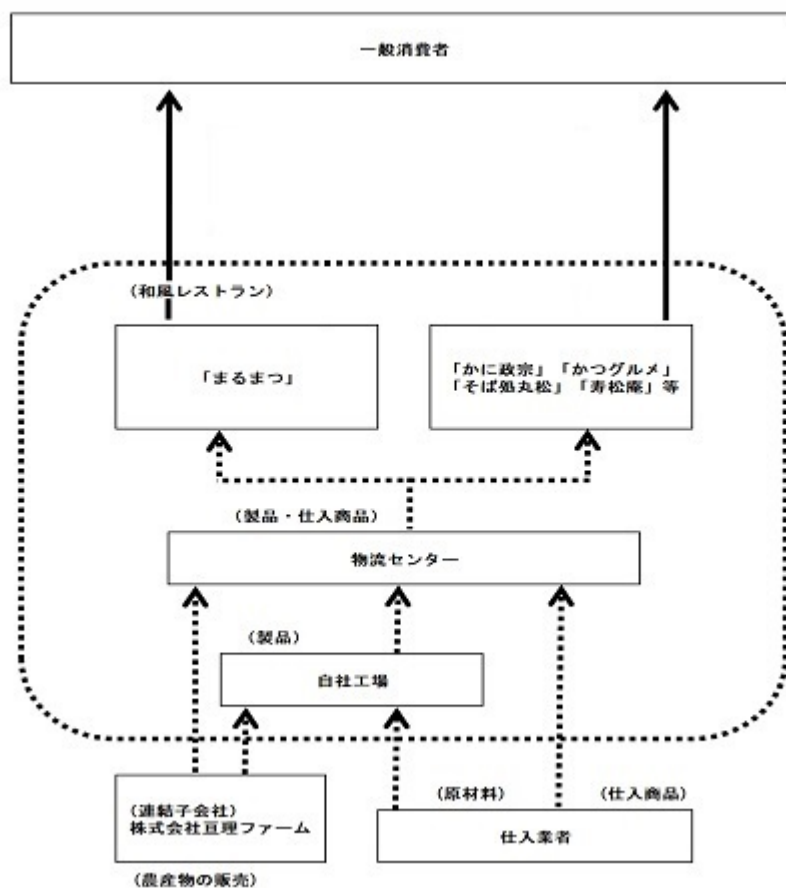 一般消費者
(和風レストラン)
「まるまつ」
「かに政宗」「かつグルメ」
「そば処丸松」「寿松庵」等
(製品・仕入商品)
物流センター
(製品)
自社工場
(連結子会社)
株式会社亘理ファーム
(農産物の販売)
(原材料)
(仕入商品)
仕入業者